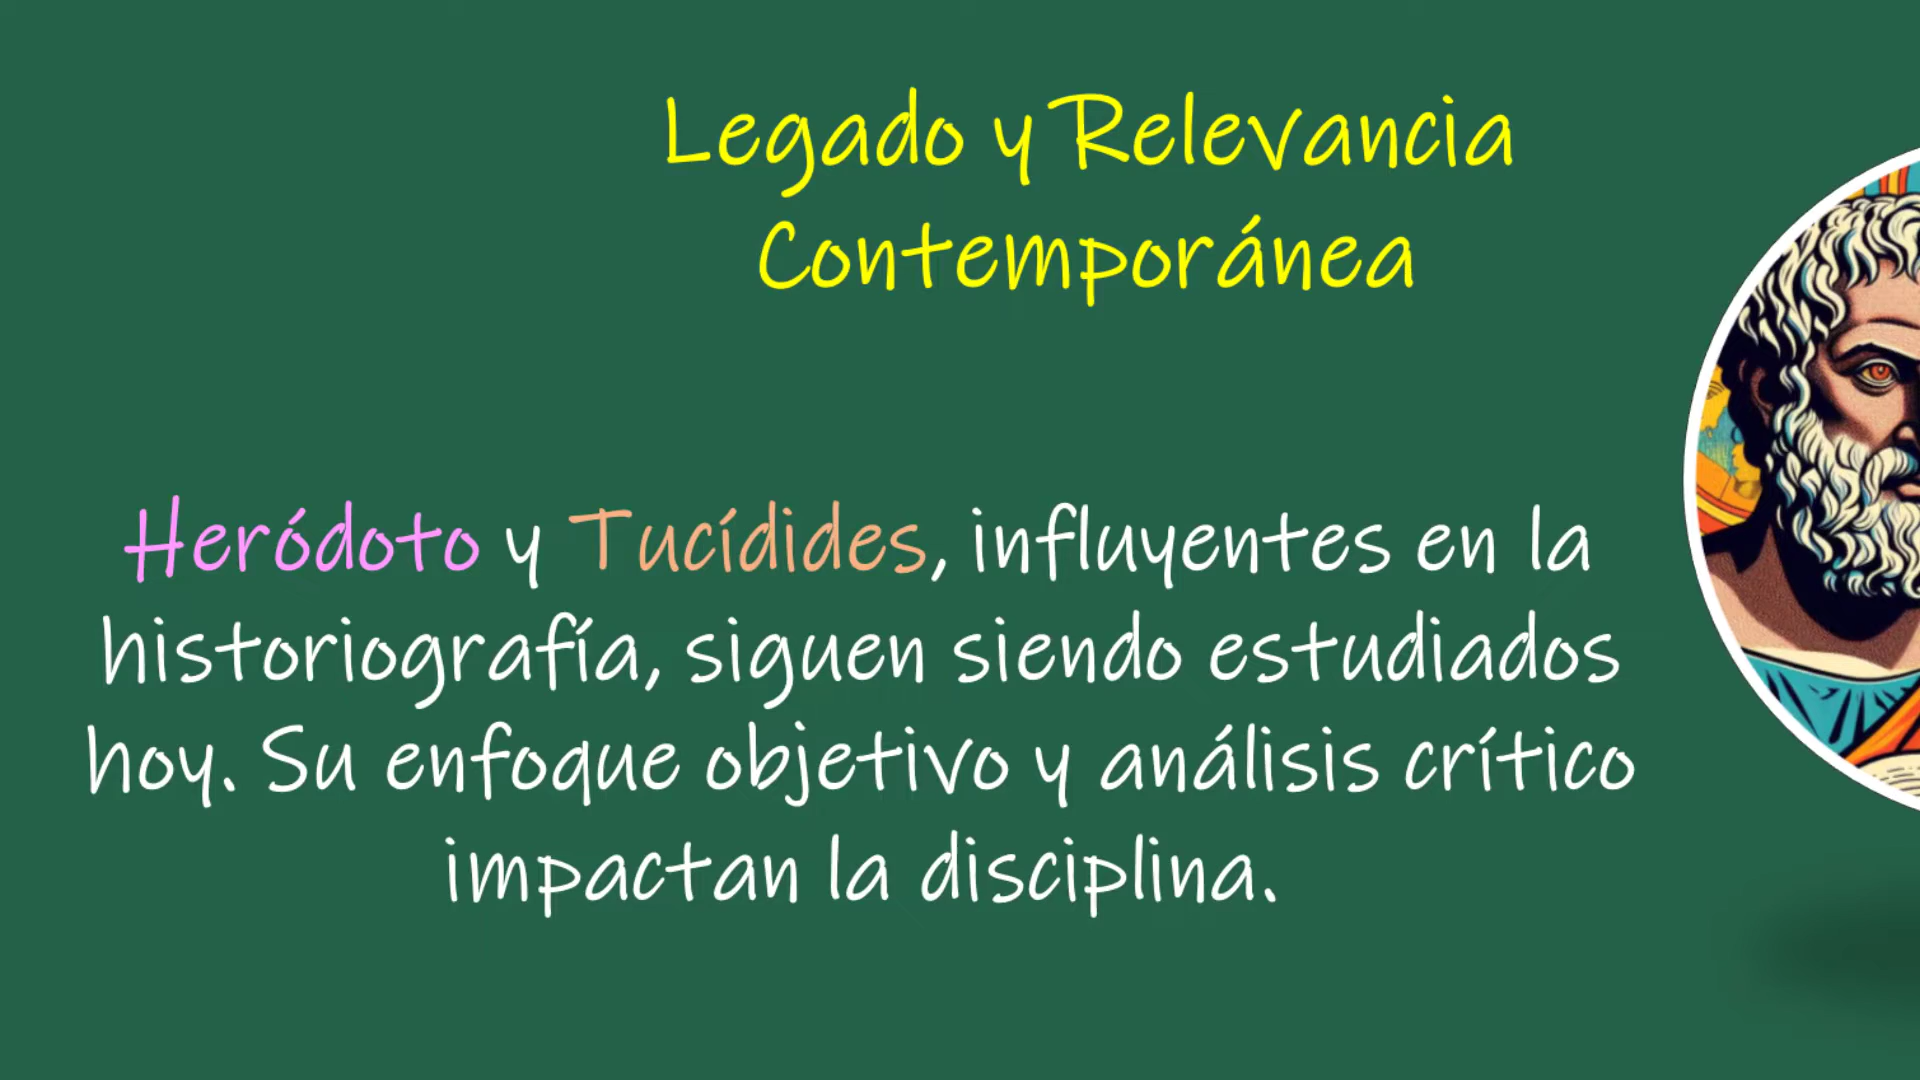 Legado y Relevancia
Contemporánea
Heródoto y Tucídides, influyentes en la
historiografía, siguen siendo estudiados
hoy. Su enfoque objetivo y análisis crítico
impactan la disciplina.